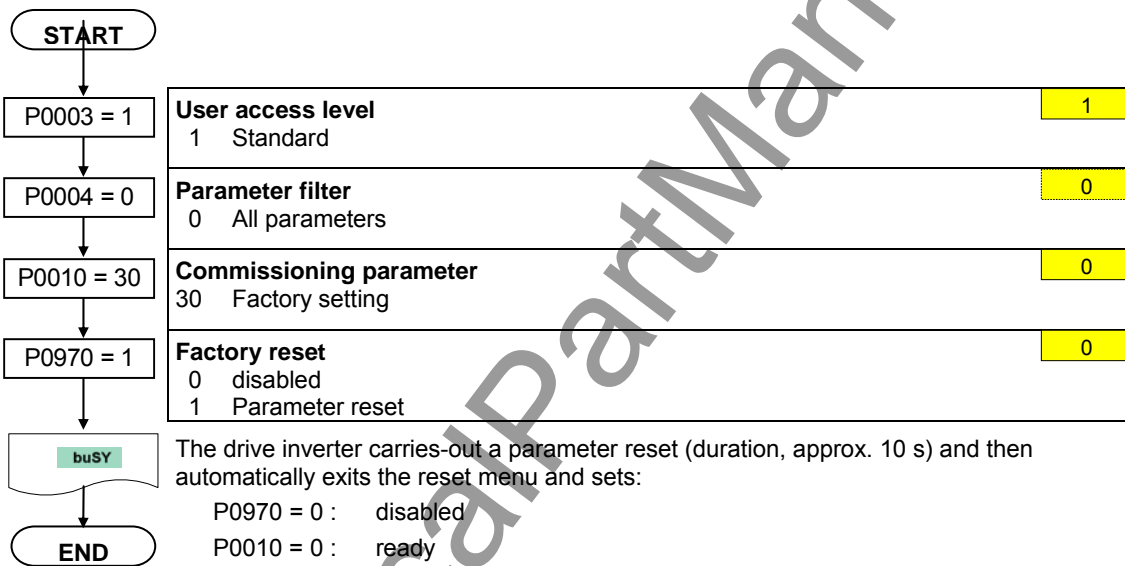 START
P0003 = 1
User access level
1
1 Standard
P0004 = 0
Parameter filter
0
0 All parameters
P0010 = 30
Commissioning parameter
0
30 Factory setting
P0970 = 1
Factory reset
0
0 disabled
1 Parameter reset
buSY
The drive inverter carries-out a parameter reset (duration, approx. 10 s) and then
automatically exits the reset menu and sets:
P0970 = 0 : disabled
P0010 = 0 : ready
END